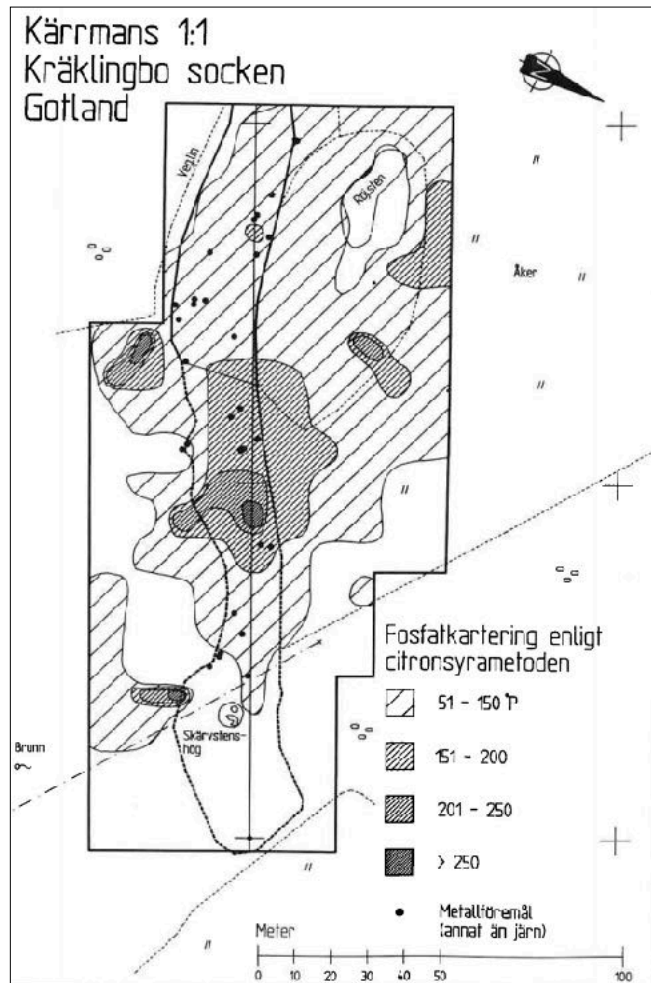 Kärrmans 1:1
Kräklingbo socken
Gotland
N
Röjsten
Åker
Fosfatkartering enligt
citronsyrametoden
51 - 150 °P
151 - 200
201 - 250
> 250
Metallföremål
(annat än järn)
Skärvstens-
hög
Brunn
Meter
0 10 20 30 40 50 100